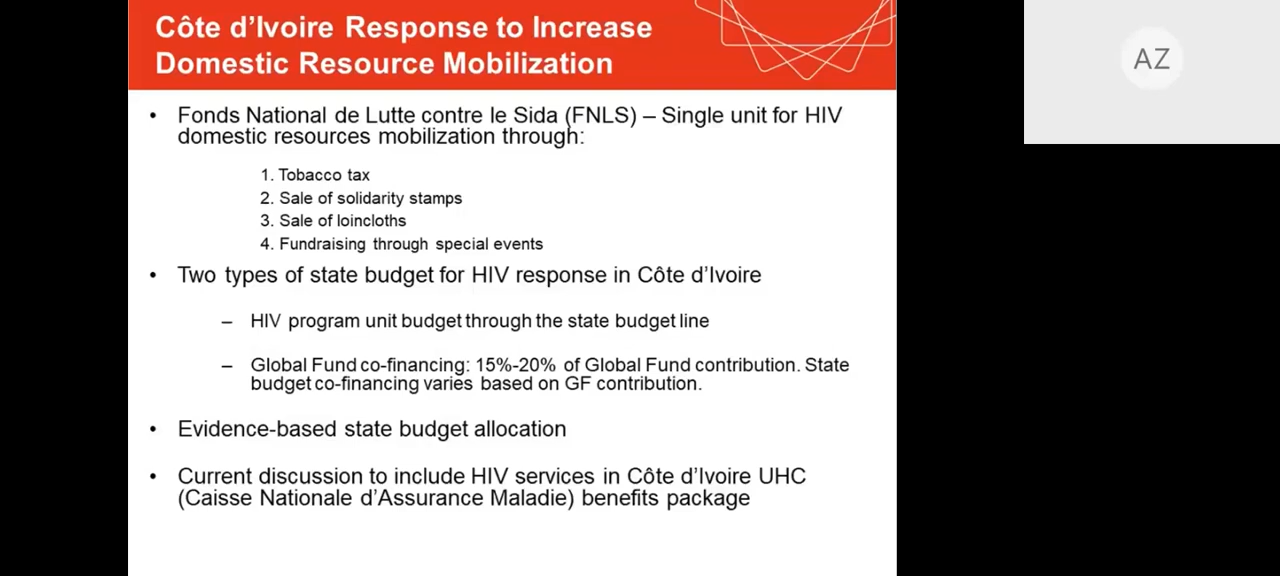 Côte d’Ivoire Response to Increase
Domestic Resource Mobilization
AZ
• Fonds National de Lutte contre le Sida (FNLS) – Single unit for HIV
domestic resources mobilization through:
1. Tobacco tax
2. Sale of solidarity stamps
3. Sale of loincloths
4. Fundraising through special events
• Two types of state budget for HIV response in Côte d’Ivoire
– HIV program unit budget through the state budget line
– Global Fund co-financing: 15%-20% of Global Fund contribution. State
budget co-financing varies based on GF contribution.
• Evidence-based state budget allocation
• Current discussion to include HIV services in Côte d’Ivoire UHC
(Caisse Nationale d’Assurance Maladie) benefits package